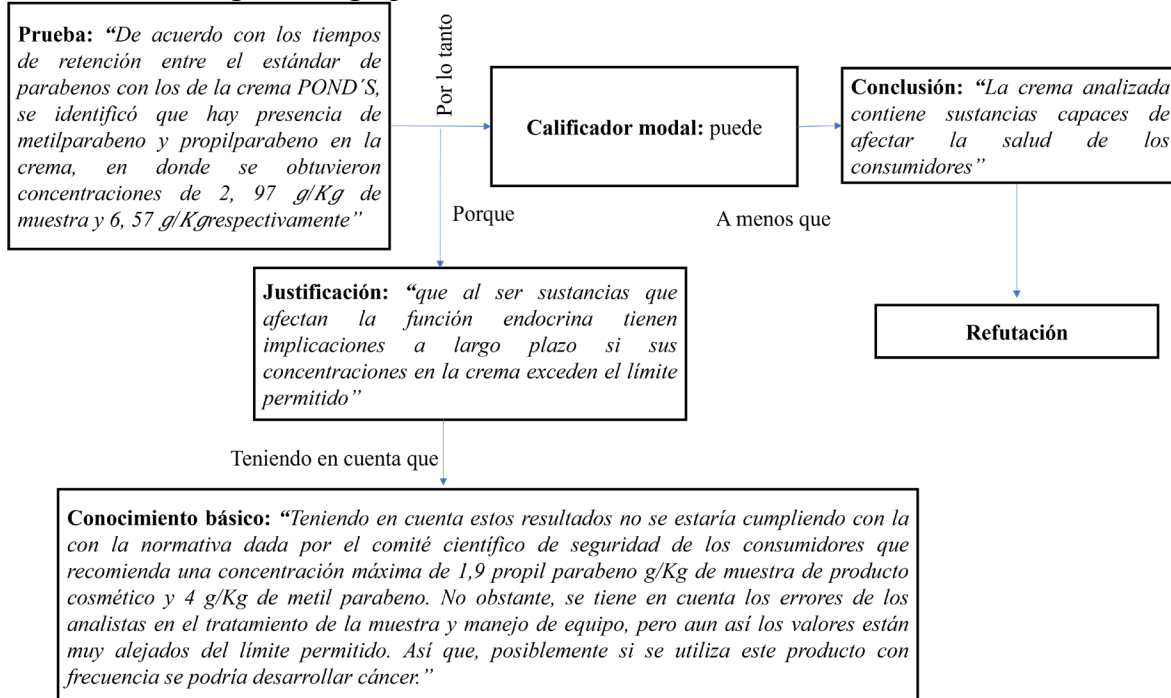 Prueba: “De acuerdo con los tiempos
de retención entre el estándar de
parabenos con los de la crema POND´S,
se identificó que hay presencia de
metilparabeno y propilparabeno en la
crema, en donde se obtuvieron
concentraciones de 2, 97 g/Kg de
muestra y 6, 57 g/Kgrespectivamente”
Por lo tanto
Calificador modal: puede
Conclusión: “La crema analizada
contiene sustancias capaces de
afectar la salud de los
consumidores”
Porque
A menos que
Justificación: “que al ser sustancias que
afectan la función endocrina tienen
implicaciones a largo plazo si sus
concentraciones en la crema exceden el límite
permitido”
Refutación
Teniendo en cuenta que
Conocimiento básico: “Teniendo en cuenta estos resultados no se estaría cumpliendo con la
con la normativa dada por el comité científico de seguridad de los consumidores que
recomienda una concentración máxima de 1,9 propil parabeno g/Kg de muestra de producto
cosmético y 4 g/Kg de metil parabeno. No obstante, se tiene en cuenta los errores de los
analistas en el tratamiento de la muestra y manejo de equipo, pero aun así los valores están
muy alejados del límite permitido. Así que, posiblemente si se utiliza este producto con
frecuencia se podría desarrollar cáncer.”